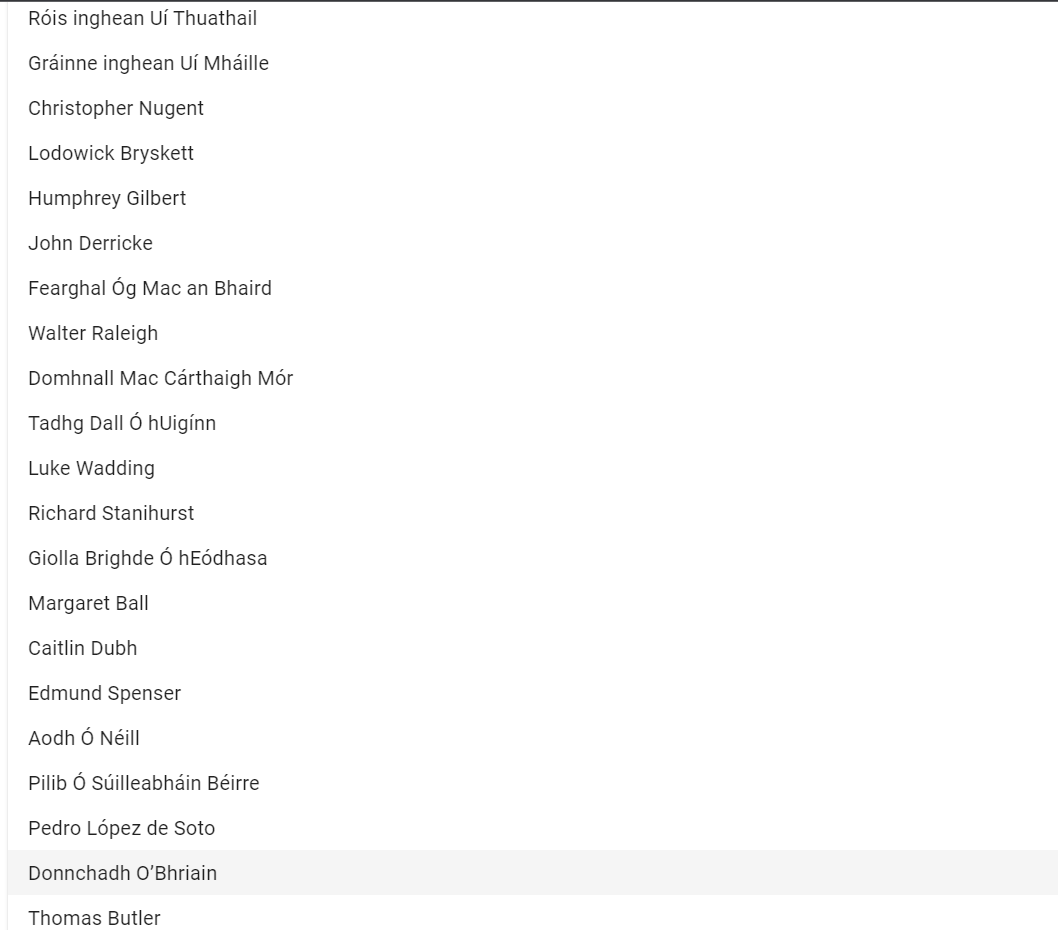 Róis inghean Uí Thuathail
Gráinne inghean Uí Mháille
Christopher Nugent
Lodowick Bryskett
Humphrey Gilbert
John Derricke
Fearghal Óg Mac an Bhaird
Walter Raleigh
Domhnall Mac Cárthaigh Mór
Tadhg Dall Ó hUigínn
Luke Wadding
Richard Stanihurst
Giolla Brighde Ó hEódhasa
Margaret Ball
Caitlin Dubh
Edmund Spenser
Aodh Ó Néill
Pilib Ó Súilleabháin Béirre
Pedro López de Soto
Donnchadh O’Bhriain
Thomas Butler